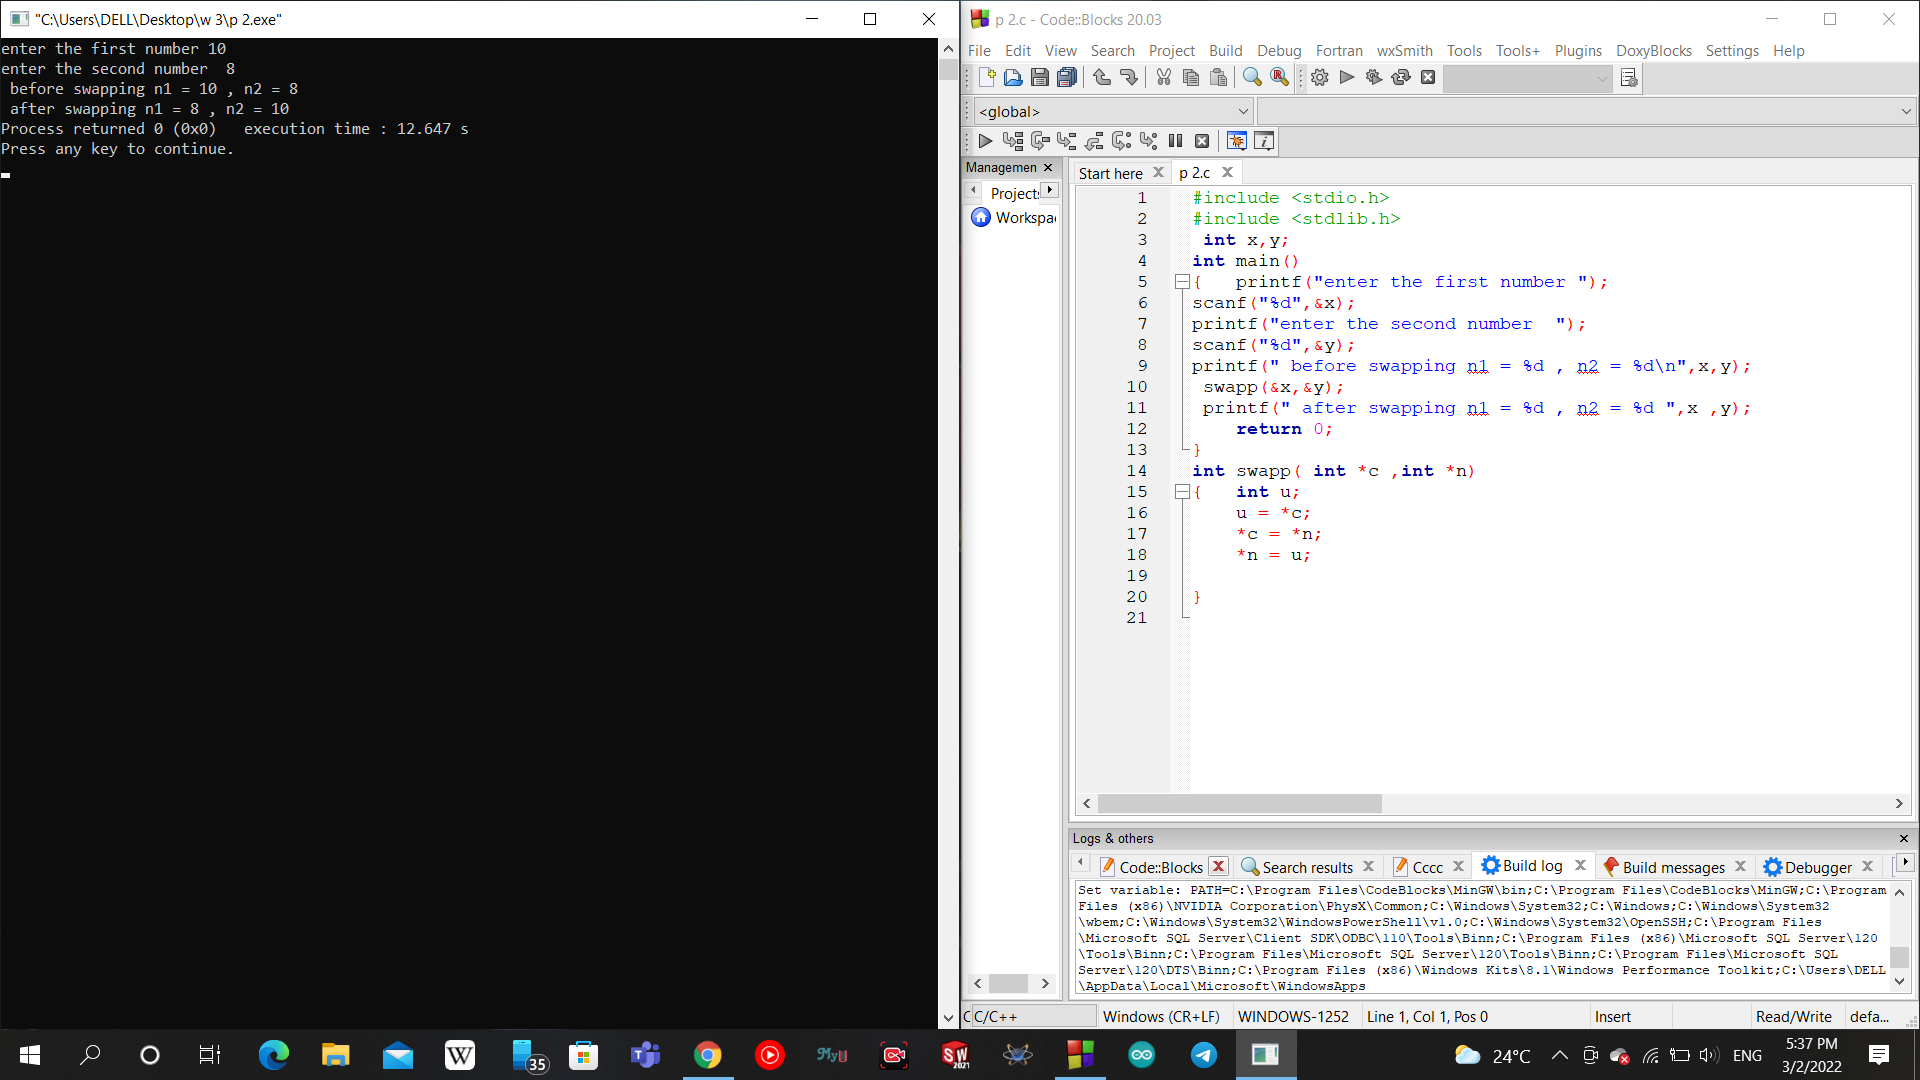 "C:\Users\DELL\Desktop\w 3\p 2.exe"
enter the first number 10
enter the second number  8
 before swapping n1 = 10 , n2 = 8
 after swapping n1 = 8 , n2 = 10
Process returned 0 (0x0)   execution time : 12.647 s
Press any key to continue.
p 2.c - Code::Blocks 20.03
File Edit View Search Project Build Debug Fortran wxSmith Tools Tools+ Plugins DoxyBlocks Settings Help
<global>
Managemen
Projects
Workspa
Start here
p 2.c
1 #include <stdio.h>
2 #include <stdlib.h>
3  int x,y;
4 int main()
5 {   printf("enter the first number ");
6 scanf("%d",&x);
7 printf("enter the second number  ");
8 scanf("%d",&y);
9 printf(" before swapping n1 = %d , n2 = %d\n",x,y);
10  swapp(&x,&y);
11  printf(" after swapping n1 = %d , n2 = %d ",x ,y);
12     return 0;
13 }
14 int swapp( int *c ,int *n)
15 {   int u;
16     u = *c;
17     *c = *n;
18     *n = u;
19
20 }
21
Logs & others
Code::Blocks
Search results
Cccc
Build log
Build messages
Debugger
Set variable: PATH=C:\Program Files\CodeBlocks\MinGW\bin;C:\Program Files\CodeBlocks\MinGW;C:\Program
Files (x86)\NVIDIA Corporation\PhysX\Common;C:\Windows\System32;C:\Windows;C:\Windows\System32
\wbem;C:\Windows\System32\WindowsPowerShell\v1.0;C:\Windows\System32\OpenSSH;C:\Program Files
\Microsoft SQL Server\Client SDK\ODBC\110\Tools\Binn;C:\Program Files (x86)\Microsoft SQL Server\120
\Tools\Binn;C:\Program Files\Microsoft SQL Server\120\Tools\Binn;C:\Program Files\Microsoft SQL
Server\120\DTS\Binn;C:\Program Files (x86)\Windows Kits\8.1\Windows Performance Toolkit;C:\Users\DELL
\AppData\Local\Microsoft\WindowsApps
C C/C++
Windows (CR+LF)
WINDOWS-1252
Line 1, Col 1, Pos 0
Insert
Read/Write
defa...
W
35
MyU
SW
2021
24°C
ENG
5:37 PM
3/2/2022